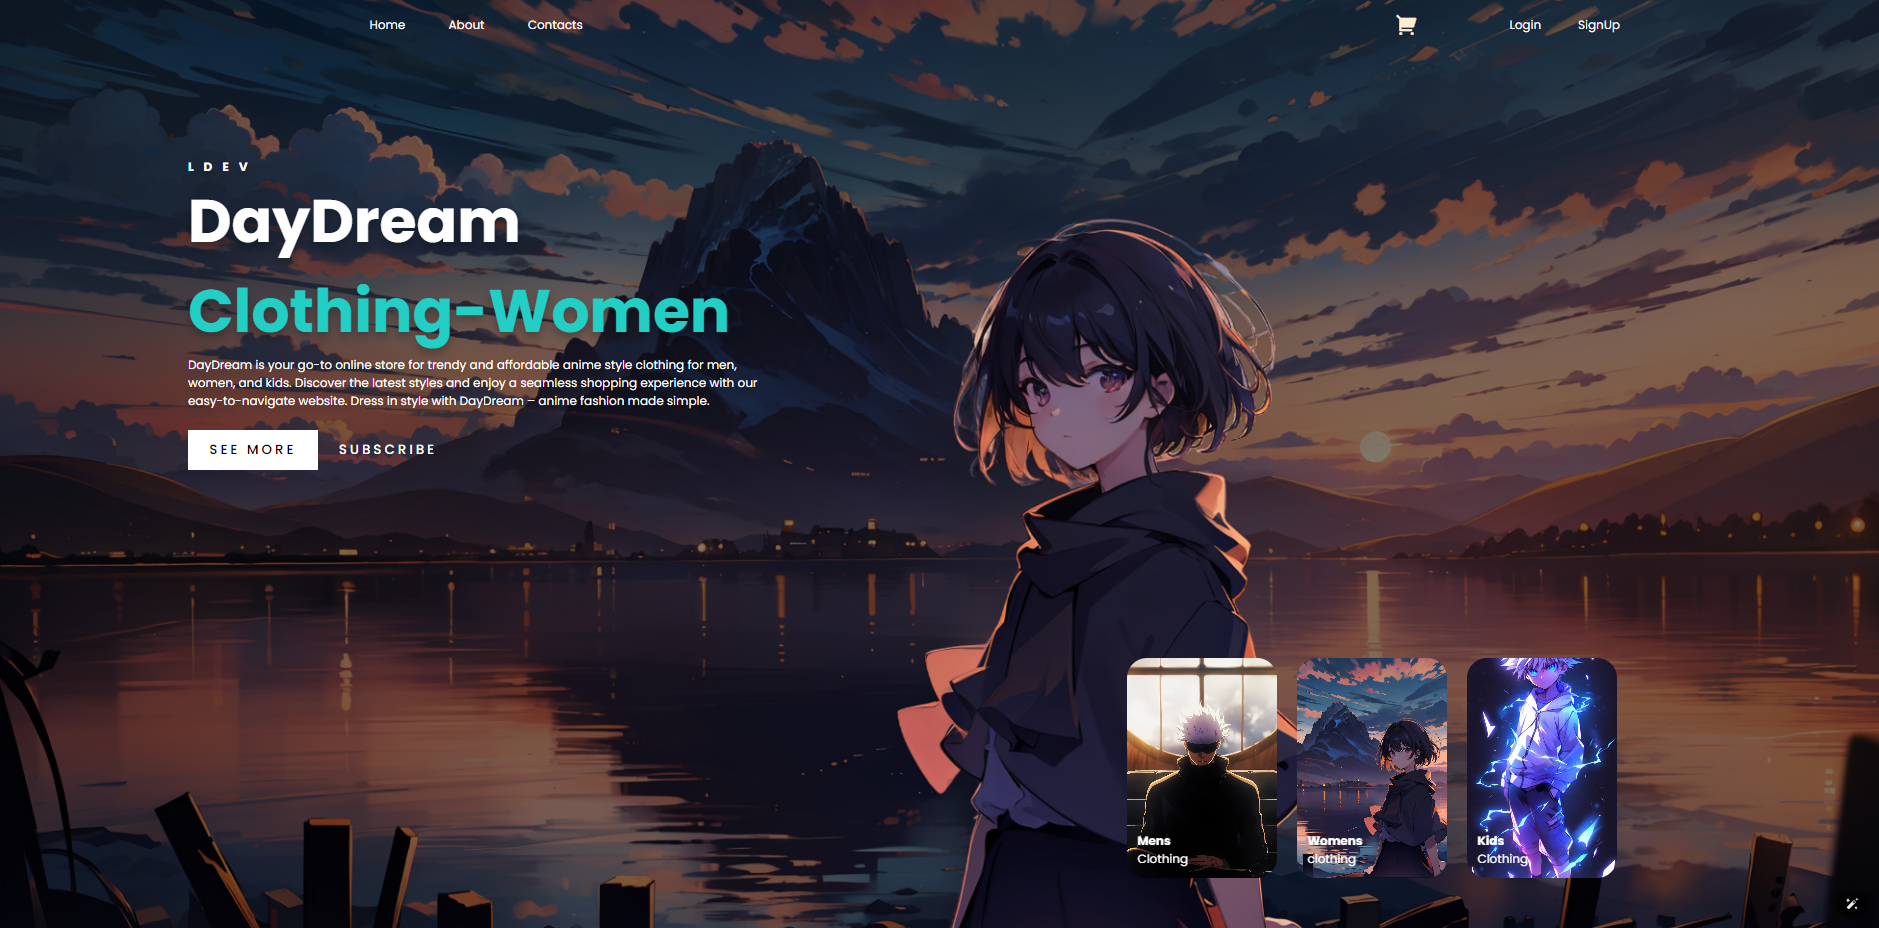 Home About Contacts Login SignUp
L D E V
DayDream
Clothing-Women
DayDream is your go-to online store for trendy and affordable anime style clothing for men,
women, and kids. Discover the latest styles and enjoy a seamless shopping experience with our
easy-to-navigate website. Dress in style with DayDream – anime fashion made simple.
SEE MORE SUBSCRIBE
Mens
Clothing
Womens
clothing
Kids
Clothing